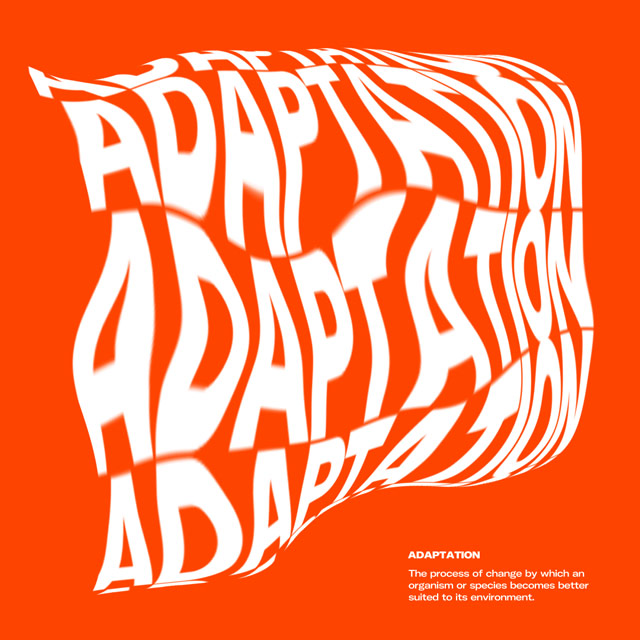 ADAPTATION
ADAPTATION
ADAPTATION
ADAPTATION
ADAPTATION
The process of change by which an
organism or species becomes better
suited to its environment.